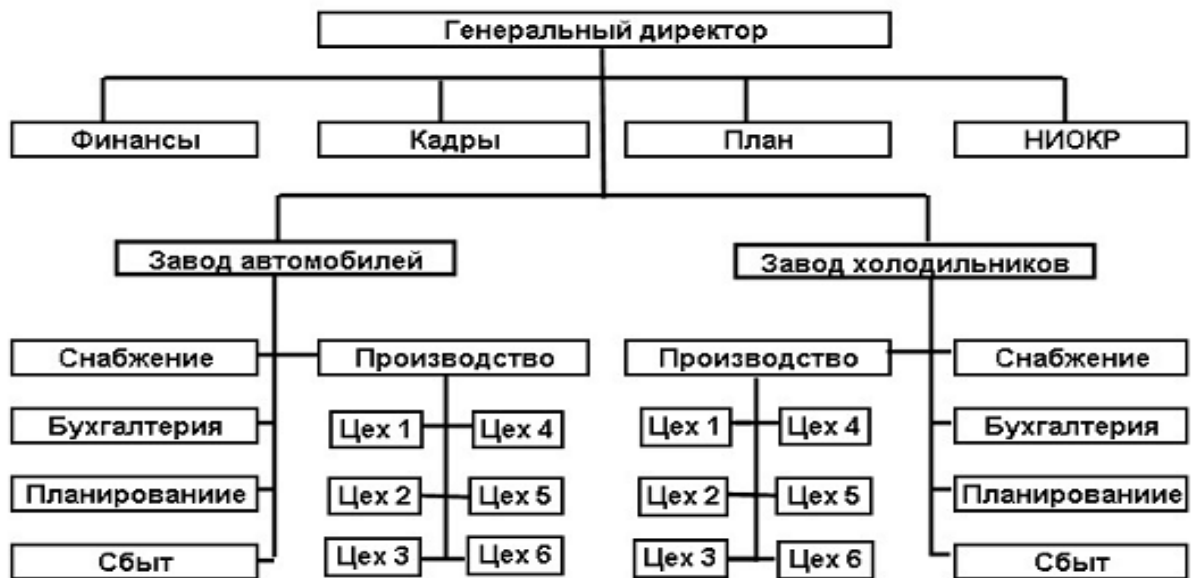 Генеральный директор
Финансы
Кадры
План
НИОКР
Завод автомобилей
Завод холодильников
Снабжение
Производство
Производство
Снабжение
Бухгалтерия
Цех 1
Цех 4
Цех 1
Цех 4
Бухгалтерия
Планированиие
Цех 2
Цех 5
Цех 2
Цех 5
Планированиие
Сбыт
Цех 3
Цех 6
Цех 3
Цех 6
Сбыт